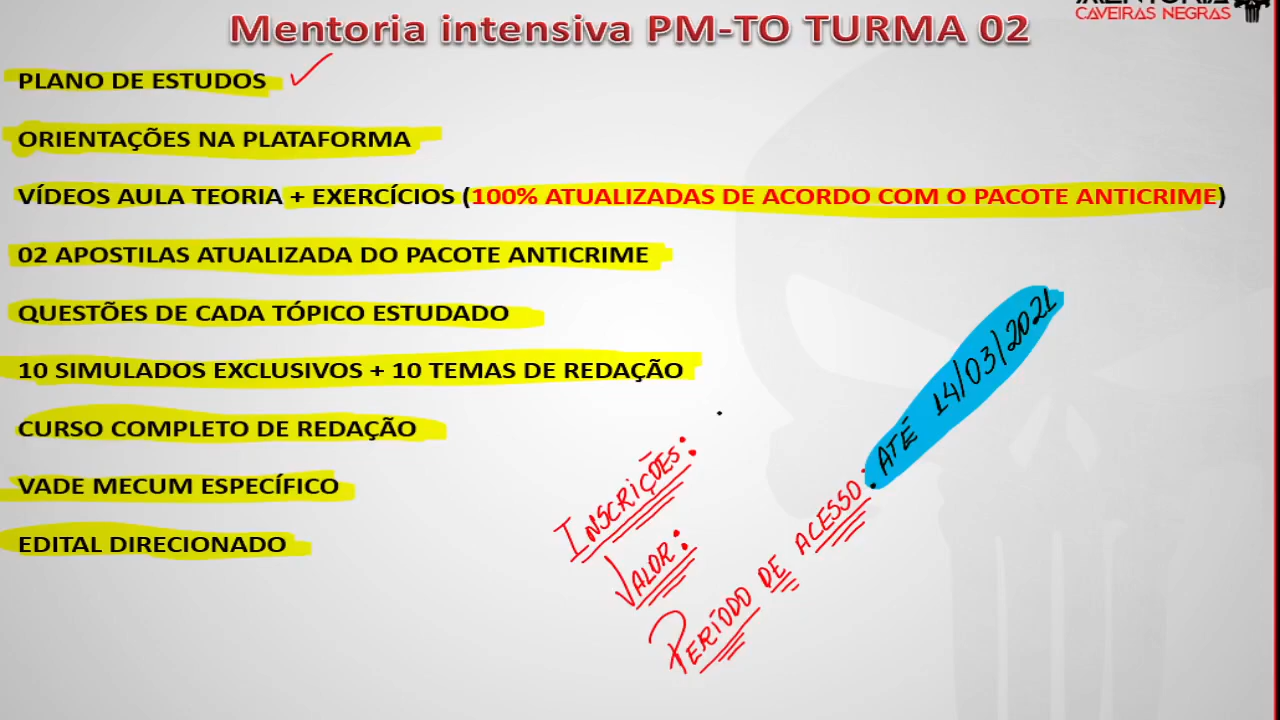 MENTORIA
CAVEIRAS NEGRAS
Mentoria intensiva PM-TO TURMA 02
PLANO DE ESTUDOS
ORIENTAÇÕES NA PLATAFORMA
VÍDEOS AULA TEORIA + EXERCÍCIOS (100% ATUALIZADAS DE ACORDO COM O PACOTE ANTICRIME)
02 APOSTILAS ATUALIZADA DO PACOTE ANTICRIME
QUESTÕES DE CADA TÓPICO ESTUDADO
10 SIMULADOS EXCLUSIVOS + 10 TEMAS DE REDAÇÃO
CURSO COMPLETO DE REDAÇÃO
VADE MECUM ESPECÍFICO
EDITAL DIRECIONADO
INSCRIÇÕES:
VALOR:
PERÍODO DE ACESSO: ATÉ 14/03/2021